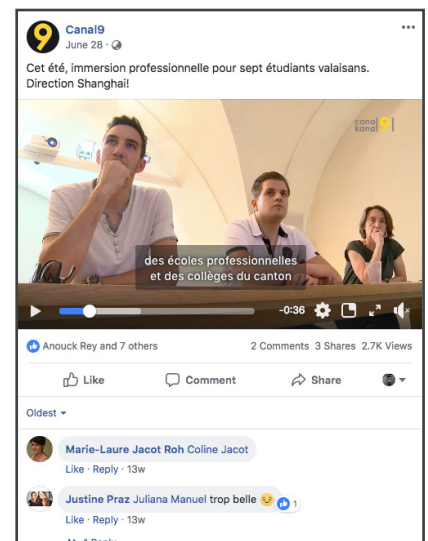 Canal9
June 28 ·
Cet été, immersion professionnelle pour sept étudiants valaisans.
Direction Shanghai!
canal 9
kanal
des écoles professionnelles
et des collèges du canton
-0:36
Anouck Rey and 7 others 2 Comments 3 Shares 2.7K Views
Like Comment Share
Oldest
Marie-Laure Jacot Roh Coline Jacot
Like · Reply · 13w
Justine Praz Juliana Manuel trop belle 😏 1
Like · Reply · 13w